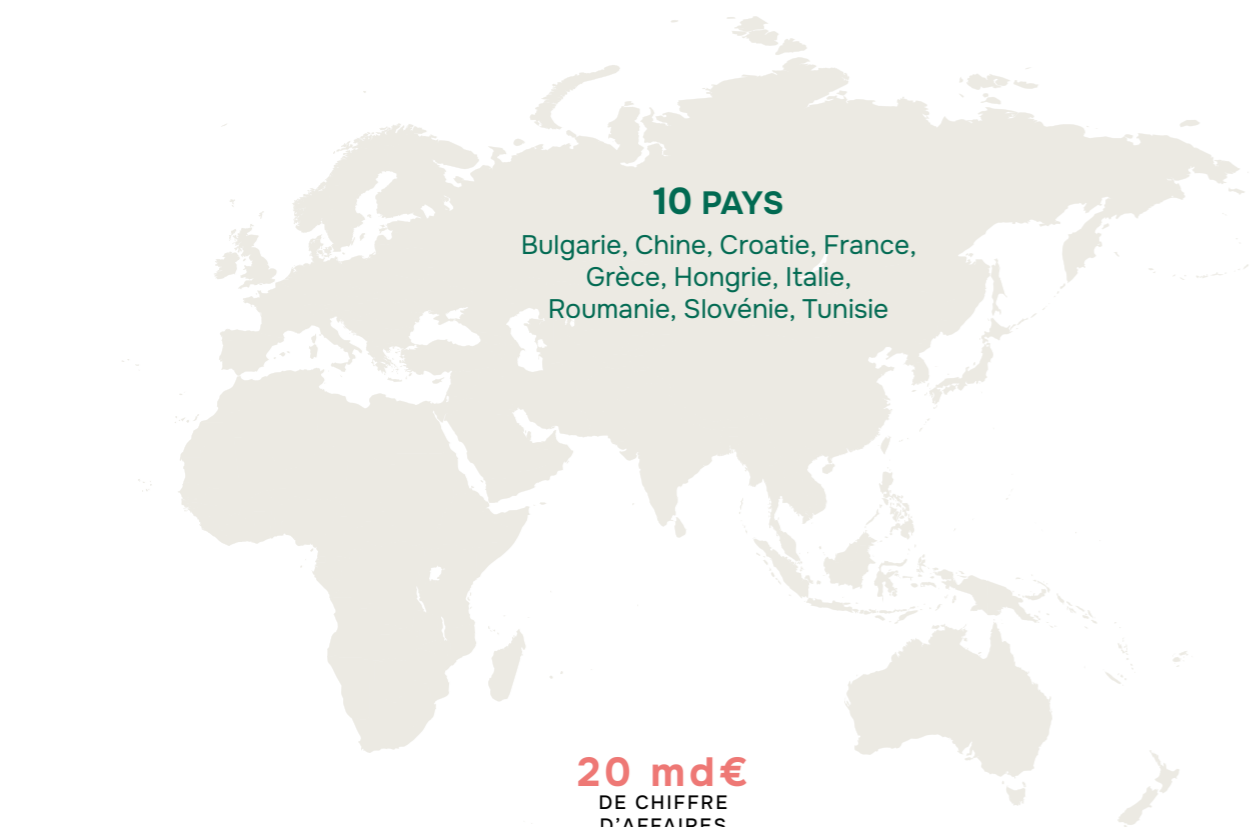 10 PAYS
Bulgarie, Chine, Croatie, France,
Grèce, Hongrie, Italie,
Roumanie, Slovénie, Tunisie
20 md€
DE CHIFFRE
D'AFFAIRES